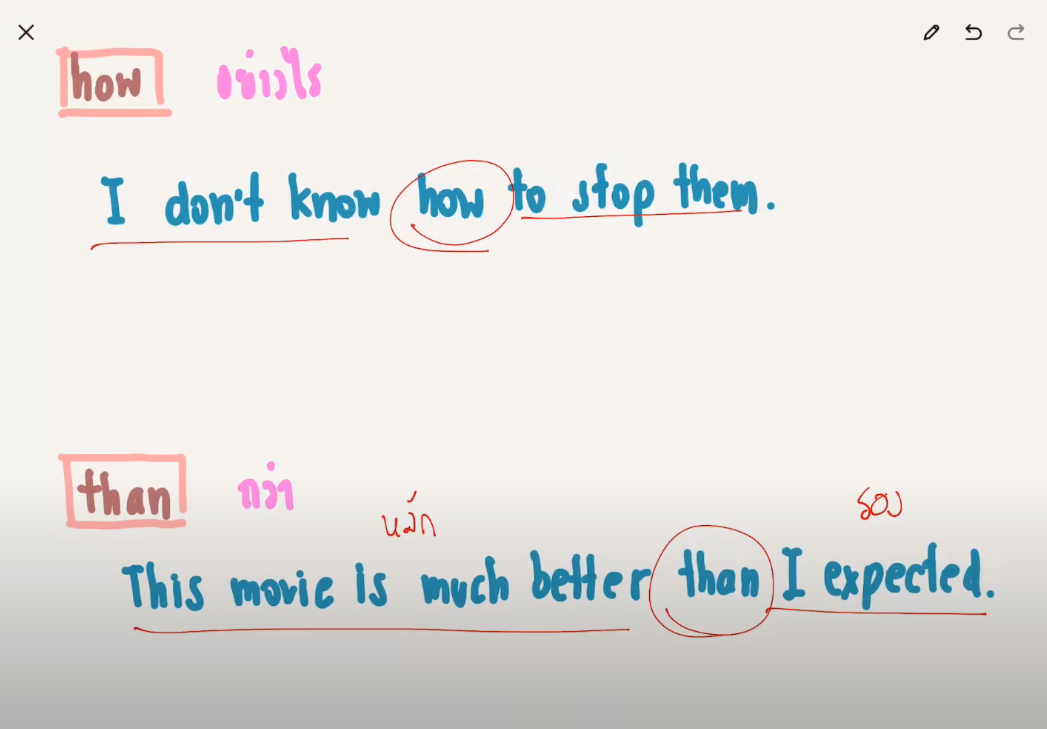 how อย่างไร
I don't know how to stop them.
than กว่า
หลัก รอง
This movie is much better than I expected.